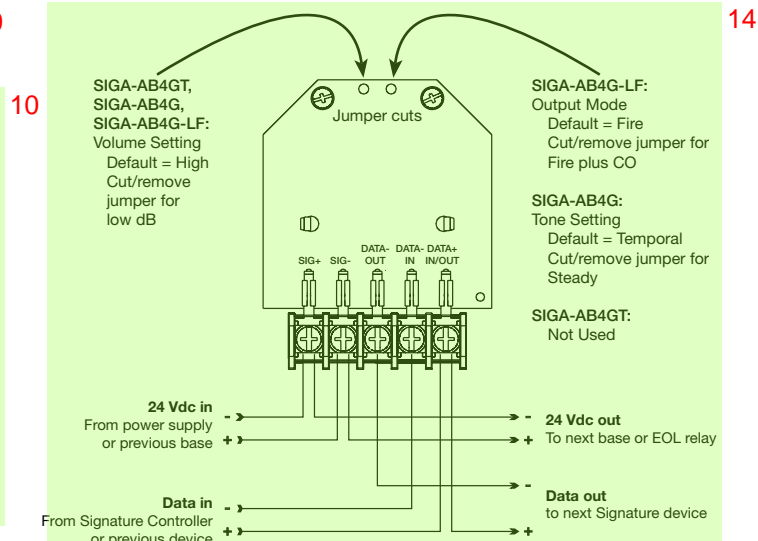 14
10
SIGA-AB4GT,
SIGA-AB4G,
SIGA-AB4G-LF:
Volume Setting
Default = High
Cut/remove
jumper for
low dB
Jumper cuts
SIGA-AB4G-LF:
Output Mode
Default = Fire
Cut/remove jumper for
Fire plus CO
SIGA-AB4G:
Tone Setting
Default = Temporal
Cut/remove jumper for
Steady
SIGA-AB4GT:
Not Used
SIG+ SIG- DATA- OUT DATA- IN DATA+ IN/OUT
24 Vdc in
From power supply
or previous base
-
+
- 24 Vdc out
+ To next base or EOL relay
Data in
From Signature Controller
or previous device
-
+
-
Data out
to next Signature device
+